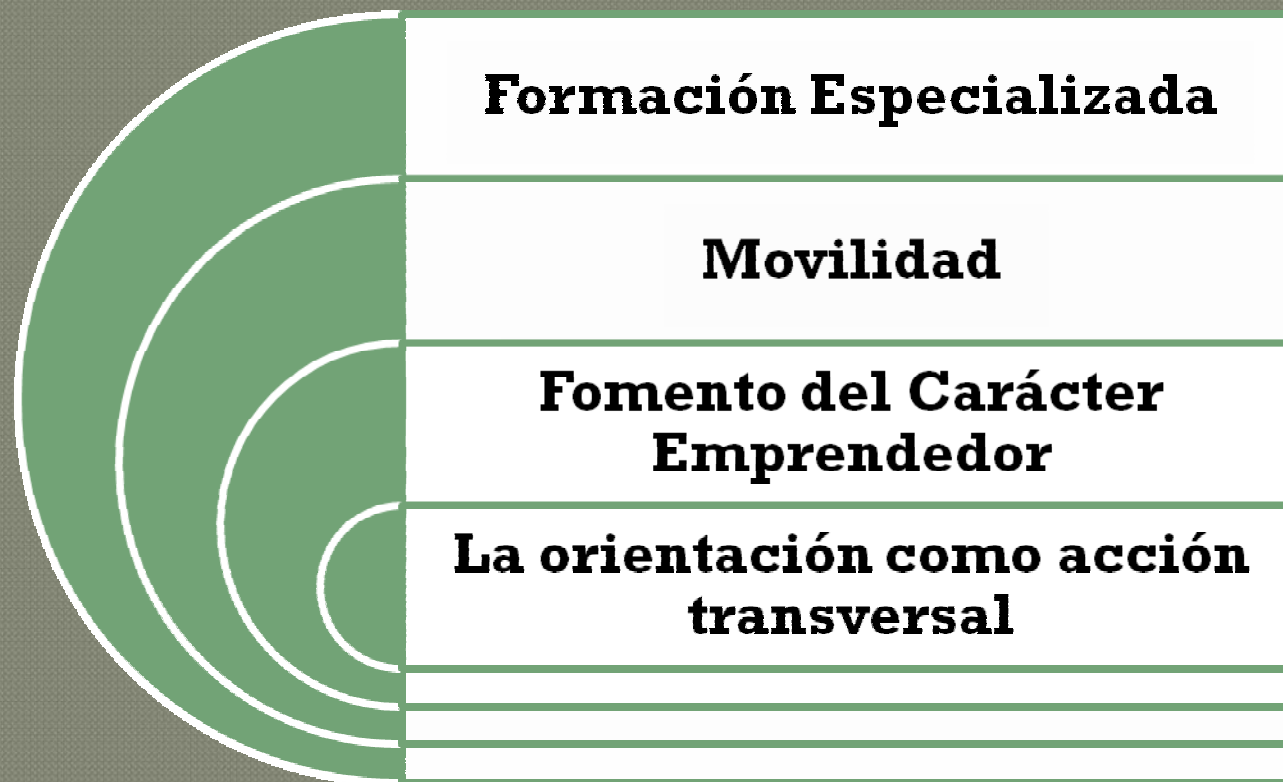 Formación Especializada
Movilidad
Fomento del Carácter
Emprendedor
La orientación como acción
transversal